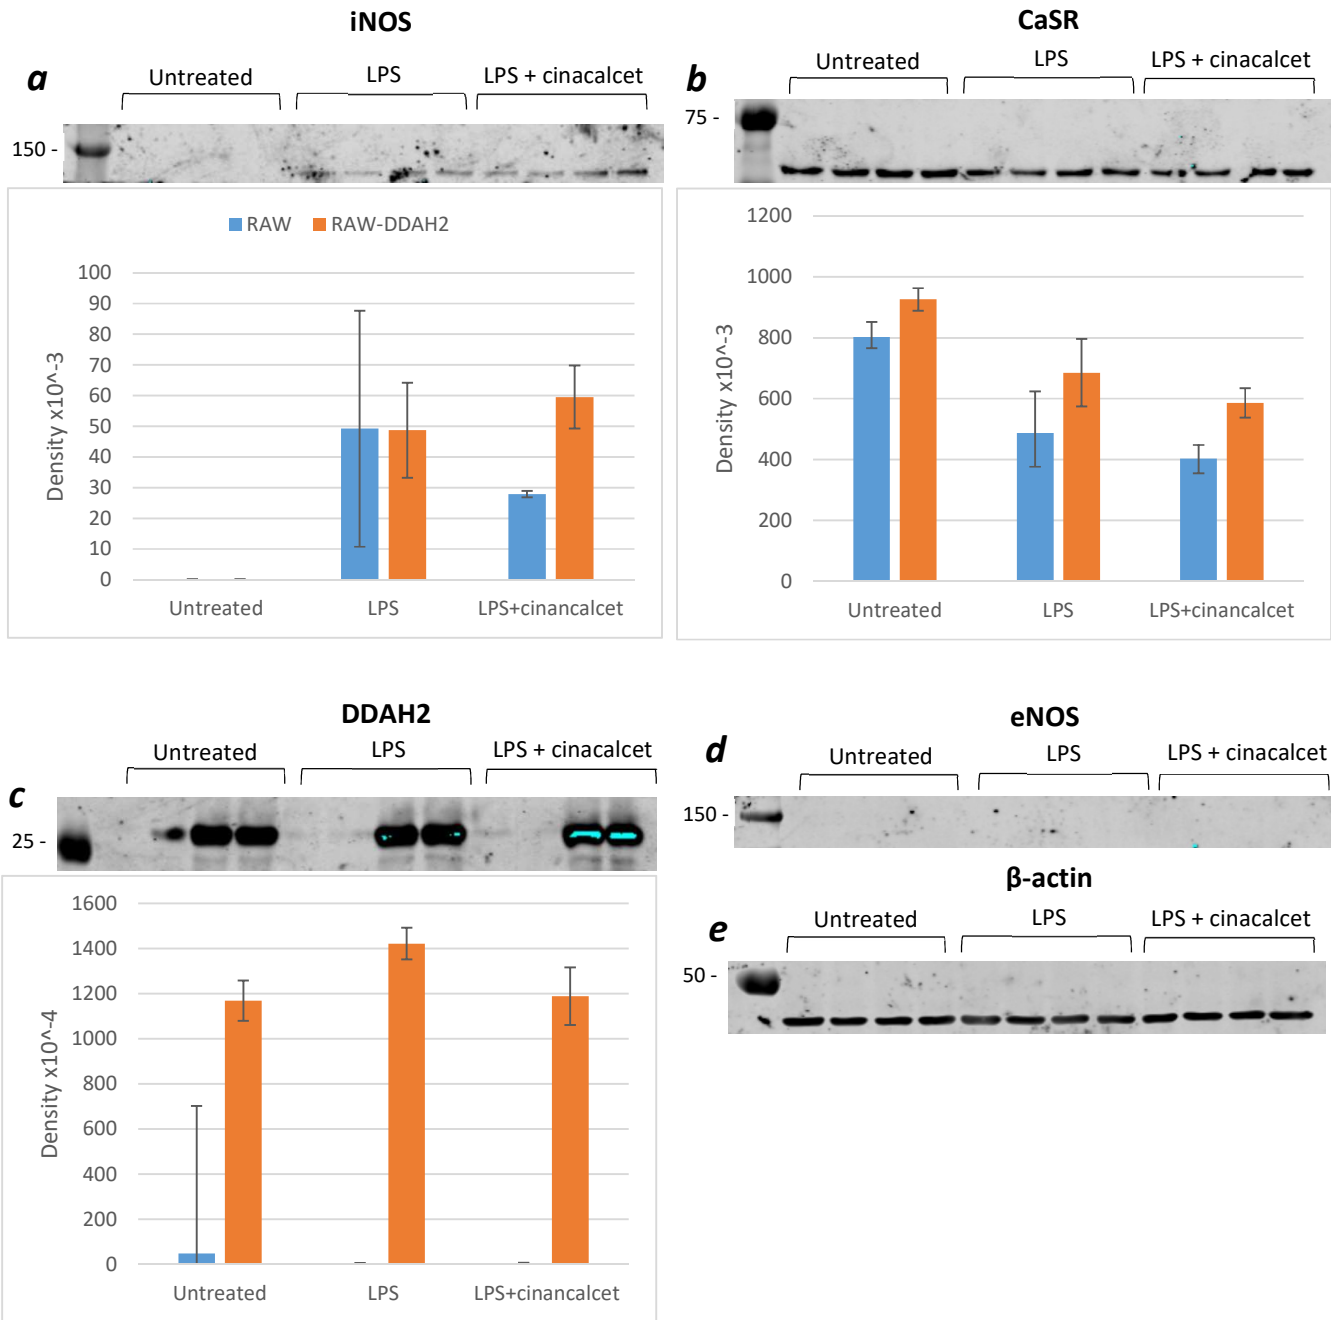 iNOS
a
Untreated LPS LPS + cinacalcet
150 -
RAW RAW-DDAH2
Density x10^-3
100
90
80
70
60
50
40
30
20
10
0
Untreated LPS LPS+cinancalcet
CaSR
b
Untreated LPS LPS + cinacalcet
75 -
Density x10^-3
1200
1000
800
600
400
200
0
Untreated LPS LPS+cinancalcet
DDAH2
c
Untreated LPS LPS + cinacalcet
25 -
Density x10^-4
1600
1400
1200
1000
800
600
400
200
0
Untreated LPS LPS+cinancalcet
eNOS
d
Untreated LPS LPS + cinacalcet
150 -
β-actin
e
Untreated LPS LPS + cinacalcet
50 -